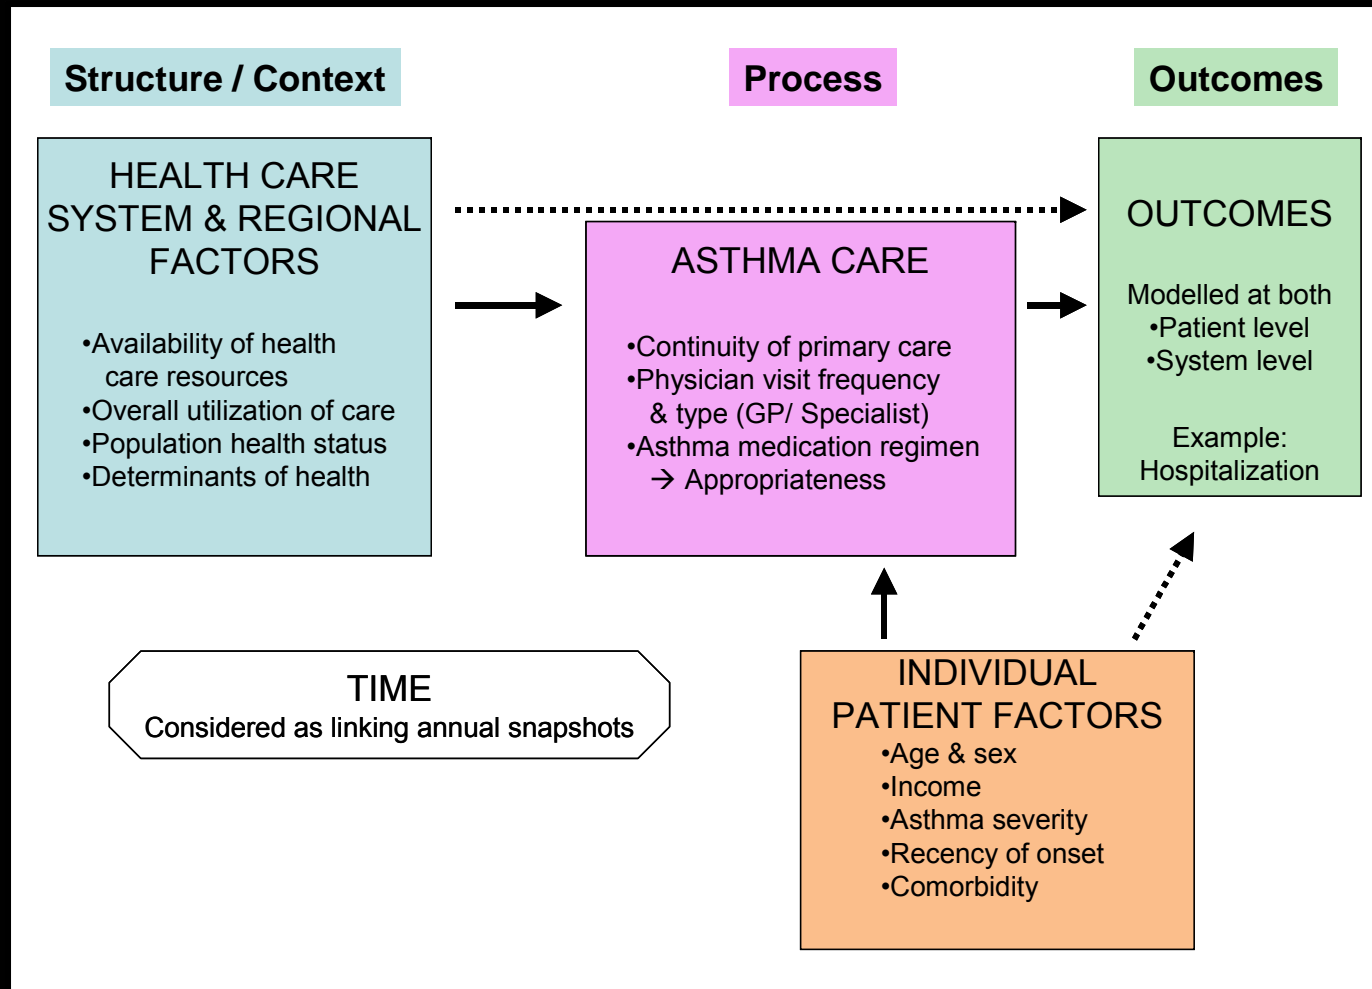 Structure / Context
Process
Outcomes
HEALTH CARE
SYSTEM & REGIONAL
FACTORS
•Availability of health
care resources
•Overall utilization of care
•Population health status
•Determinants of health
ASTHMA CARE
•Continuity of primary care
•Physician visit frequency
& type (GP/ Specialist)
•Asthma medication regimen
→ Appropriateness
OUTCOMES
Modelled at both
•Patient level
•System level
Example:
Hospitalization
TIME
Considered as linking annual snapshots
INDIVIDUAL
PATIENT FACTORS
•Age & sex
•Income
•Asthma severity
•Recency of onset
•Comorbidity